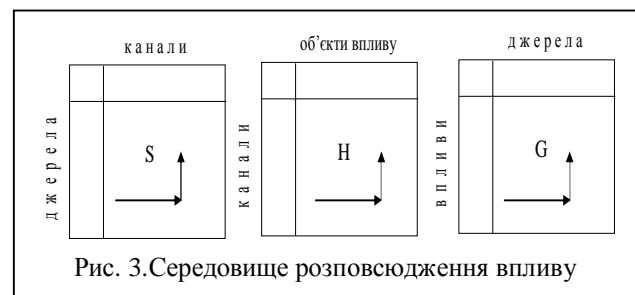 канали
об’єкти впливу
джерела
джерела
S
канали
H
впливи
G
Рис. 3.Середовище розповсюдження впливу